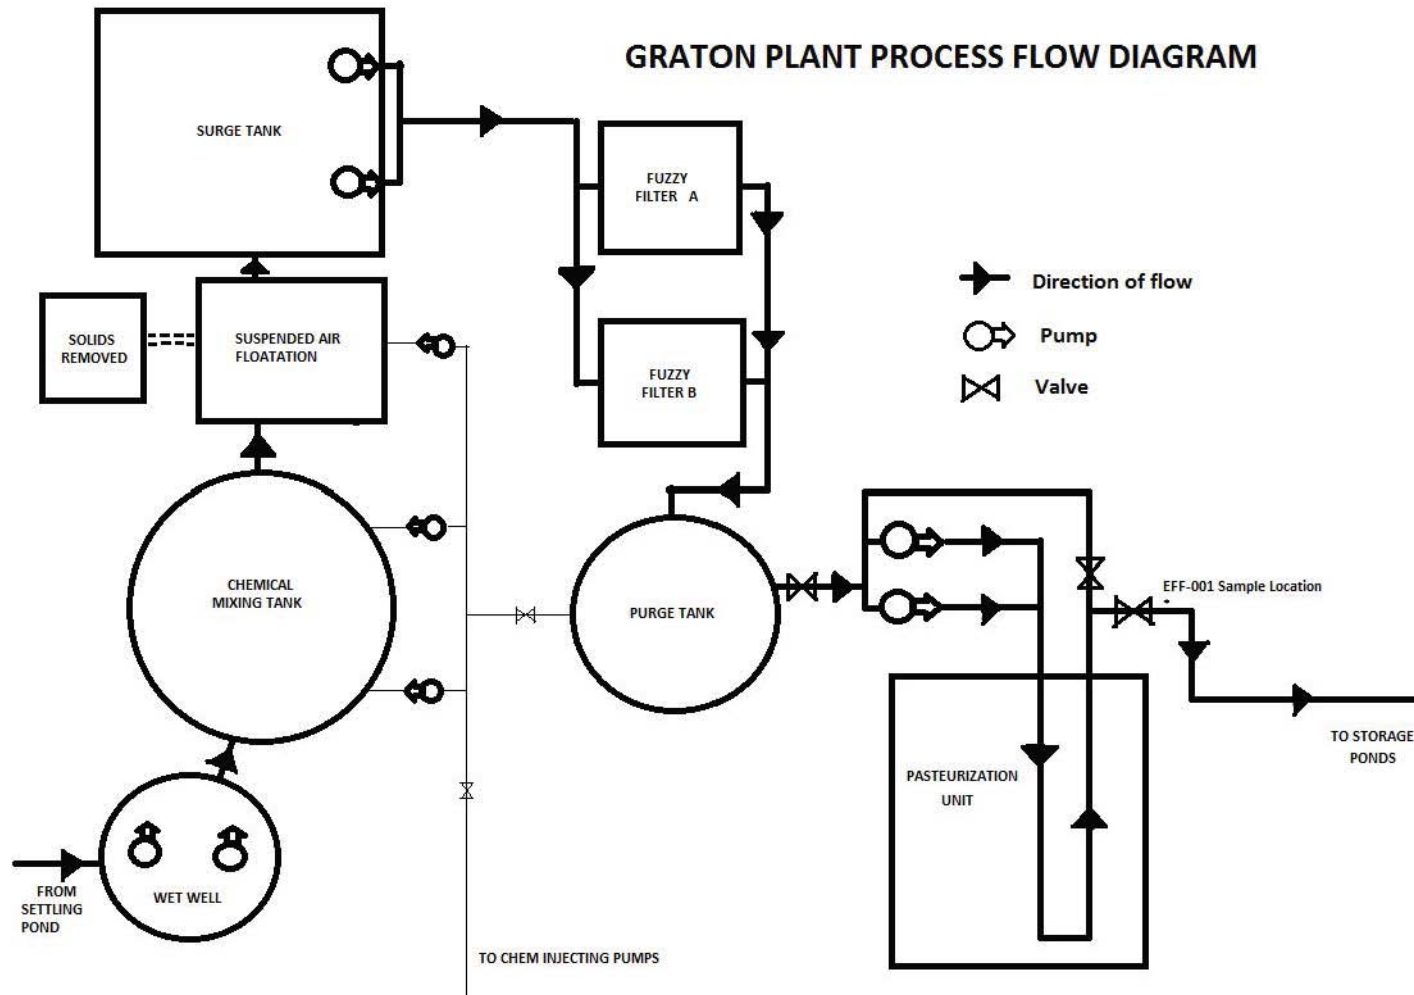 GRATON PLANT PROCESS FLOW DIAGRAM
SURGE TANK
FUZZY
FILTER A
Direction of flow
Pump
Valve
SOLIDS
REMOVED
SUSPENDED AIR
FLOATATION
FUZZY
FILTER B
CHEMICAL
MIXING TANK
PURGE TANK
EFF-001 Sample Location
TO STORAGE
PONDS
PASTEURIZATION
UNIT
WET WELL
FROM
SETTLING
POND
TO CHEM INJECTING PUMPS